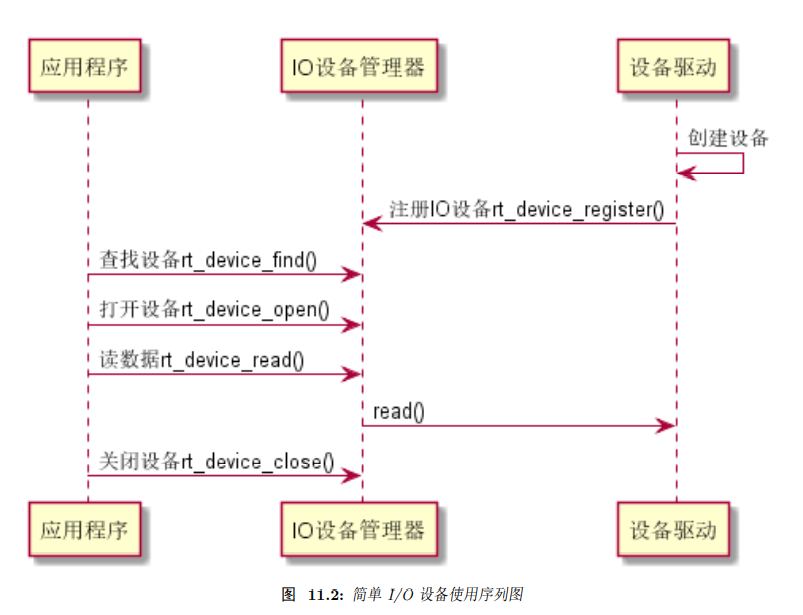 应用程序
IO设备管理器
设备驱动
创建设备
注册IO设备rt_device_register()
查找设备rt_device_find()
打开设备rt_device_open()
读数据rt_device_read()
read()
关闭设备rt_device_close()
应用程序
IO设备管理器
设备驱动
图 11.2: 简单 I/O 设备使用序列图